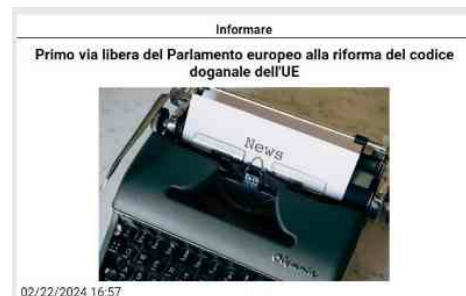 Informare
Primo via libera del Parlamento europeo alla riforma del codice
doganale dell'UE
News
Olympia
02/22/2024 16:57